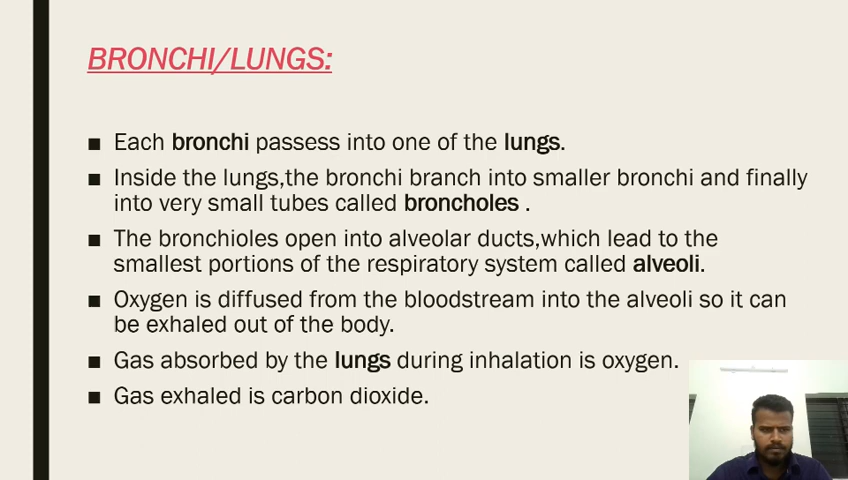 BRONCHI/LUNGS:
■ Each bronchi passess into one of the lungs.
■ Inside the lungs,the bronchi branch into smaller bronchi and finally
into very small tubes called broncholes .
■ The bronchioles open into alveolar ducts,which lead to the
smallest portions of the respiratory system called alveoli.
■ Oxygen is diffused from the bloodstream into the alveoli so it can
be exhaled out of the body.
■ Gas absorbed by the lungs during inhalation is oxygen.
■ Gas exhaled is carbon dioxide.